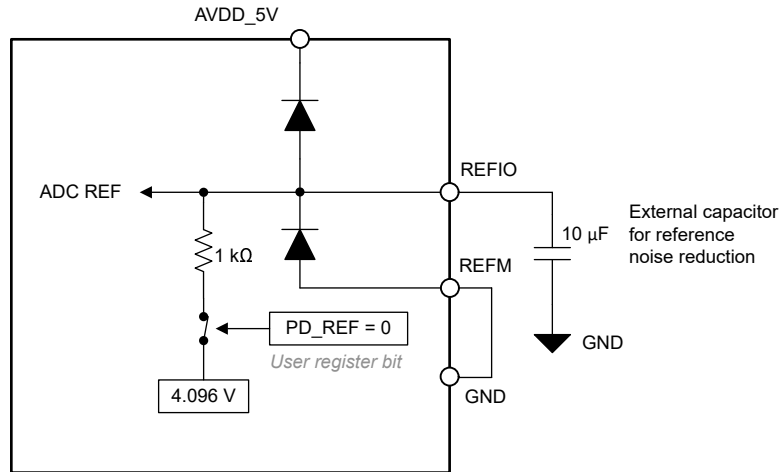 AVDD_5V
REFIO
ADC REF
10 µF
External capacitor
for reference
noise reduction
1 kΩ
REFM
PD_REF = 0
User register bit
GND
4.096 V
GND